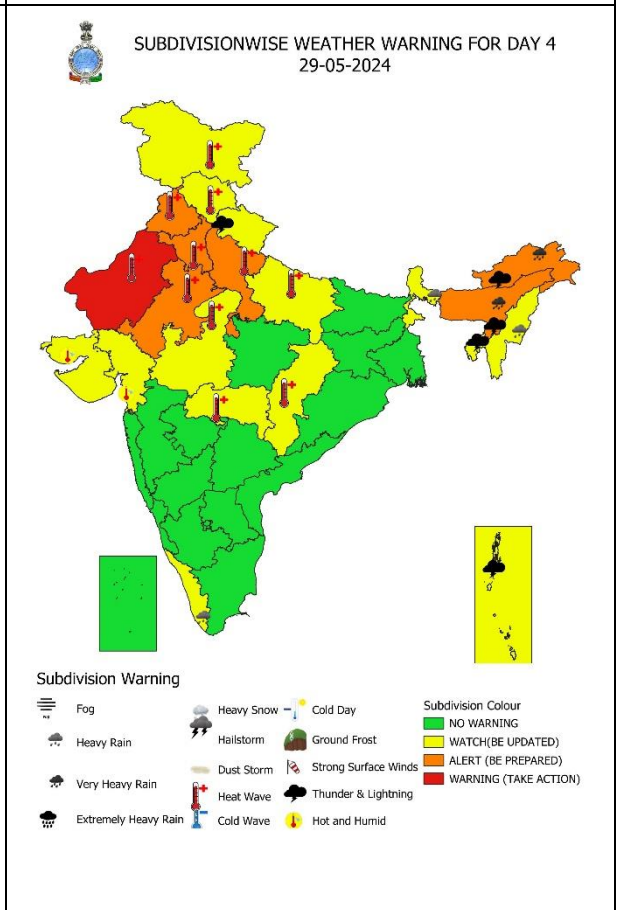 SUBDIVISIONWISE WEATHER WARNING FOR DAY 4
29-05-2024
Subdivision Warning
Fog
Heavy Rain
Very Heavy Rain
Extremely Heavy Rain
Heavy Snow
Hailstorm
Dust Storm
Heat Wave
Cold Wave
Cold Day
Ground Frost
Strong Surface Winds
Thunder & Lightning
Hot and Humid
Subdivision Colour
NO WARNING
WATCH(BE UPDATED)
ALERT (BE PREPARED)
WARNING (TAKE ACTION)